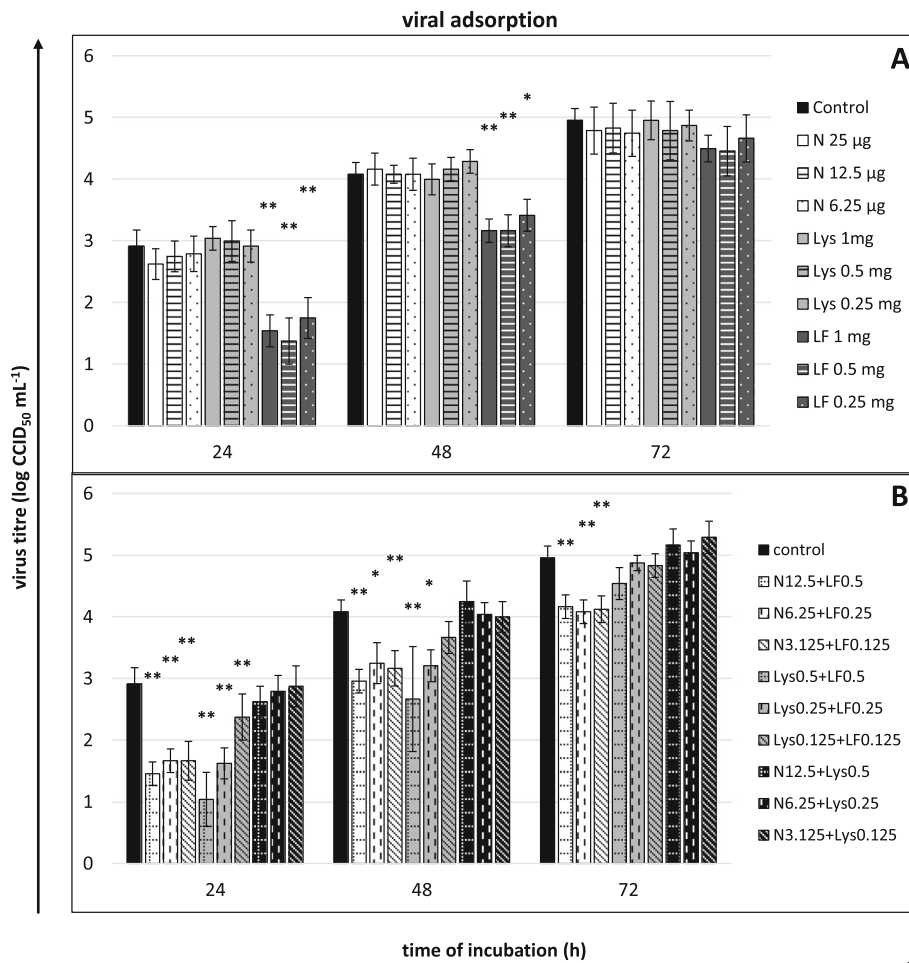 viral adsorption
A
6
5
4
3
2
1
0
** ** **
** ** *
24 48 72
Control
N 25 µg
N 12.5 µg
N 6.25 µg
Lys 1mg
Lys 0.5 mg
Lys 0.25 mg
LF 1 mg
LF 0.5 mg
LF 0.25 mg
virus titre (log CCID50 mL-1)
B
6
5
4
3
2
1
0
** ** ** ** ** **
** * ** ** *
** ** **
24 48 72
control
N12.5+LF0.5
N6.25+LF0.25
N3.125+LF0.125
Lys0.5+LF0.5
Lys0.25+LF0.25
Lys0.125+LF0.125
N12.5+Lys0.5
N6.25+Lys0.25
N3.125+Lys0.125
time of incubation (h)